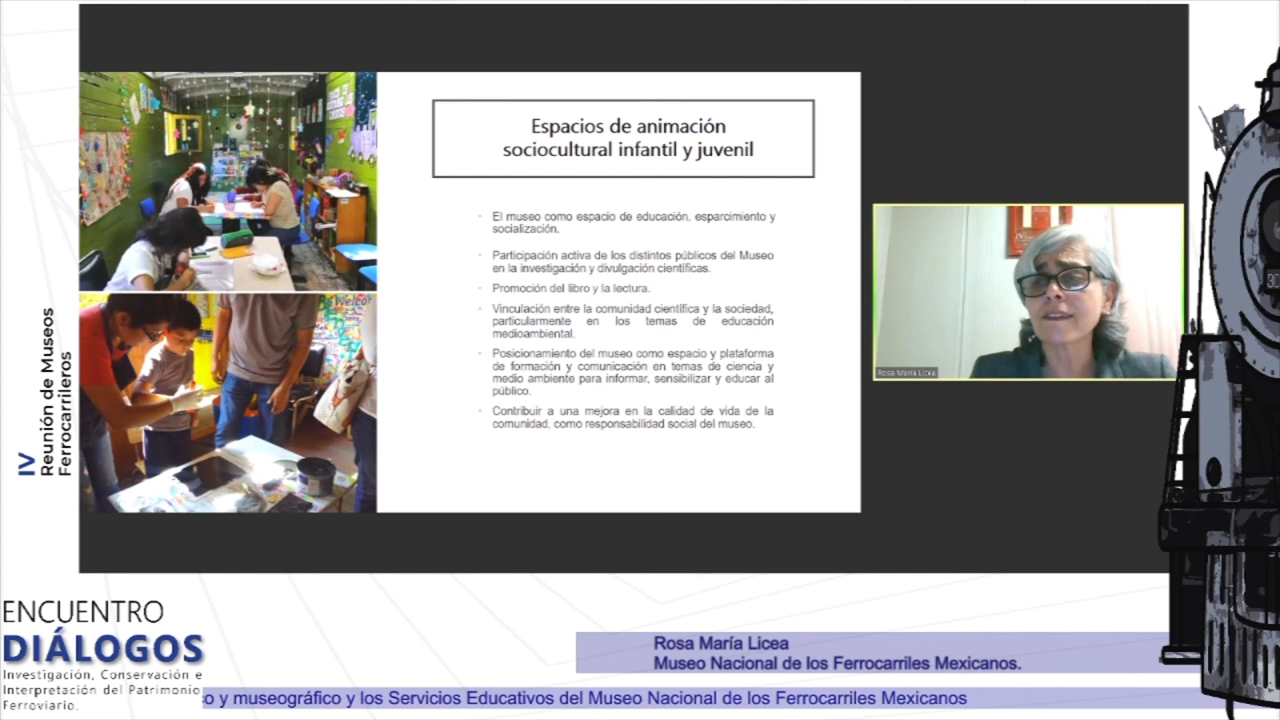 Espacios de animación
sociocultural infantil y juvenil
El museo como espacio de educación, esparcimiento y
socialización.
Participación activa de los distintos públicos del Museo
en la investigación y divulgación científicas.
Promoción del libro y la lectura.
Vinculación entre la comunidad científica y la sociedad,
particularmente en los temas de educación
medioambiental.
Posicionamiento del museo como espacio y plataforma
de formación y comunicación en temas de ciencia y
medio ambiente para informar, sensibilizar y educar al
público.
Contribuir a una mejora en la calidad de vida de la
comunidad, como responsabilidad social del museo.
Welco
Rosa María Licea
IV
Reunión de Museos
Ferrocarrileros
ENCUENTRO
DIÁLOGOS
Investigación, Conservación e
Interpretación del Patrimonio
Ferroviario.
Rosa María Licea
Museo Nacional de los Ferrocarriles Mexicanos.
o y museográfico y los Servicios Educativos del Museo Nacional de los Ferrocarriles Mexicanos
30